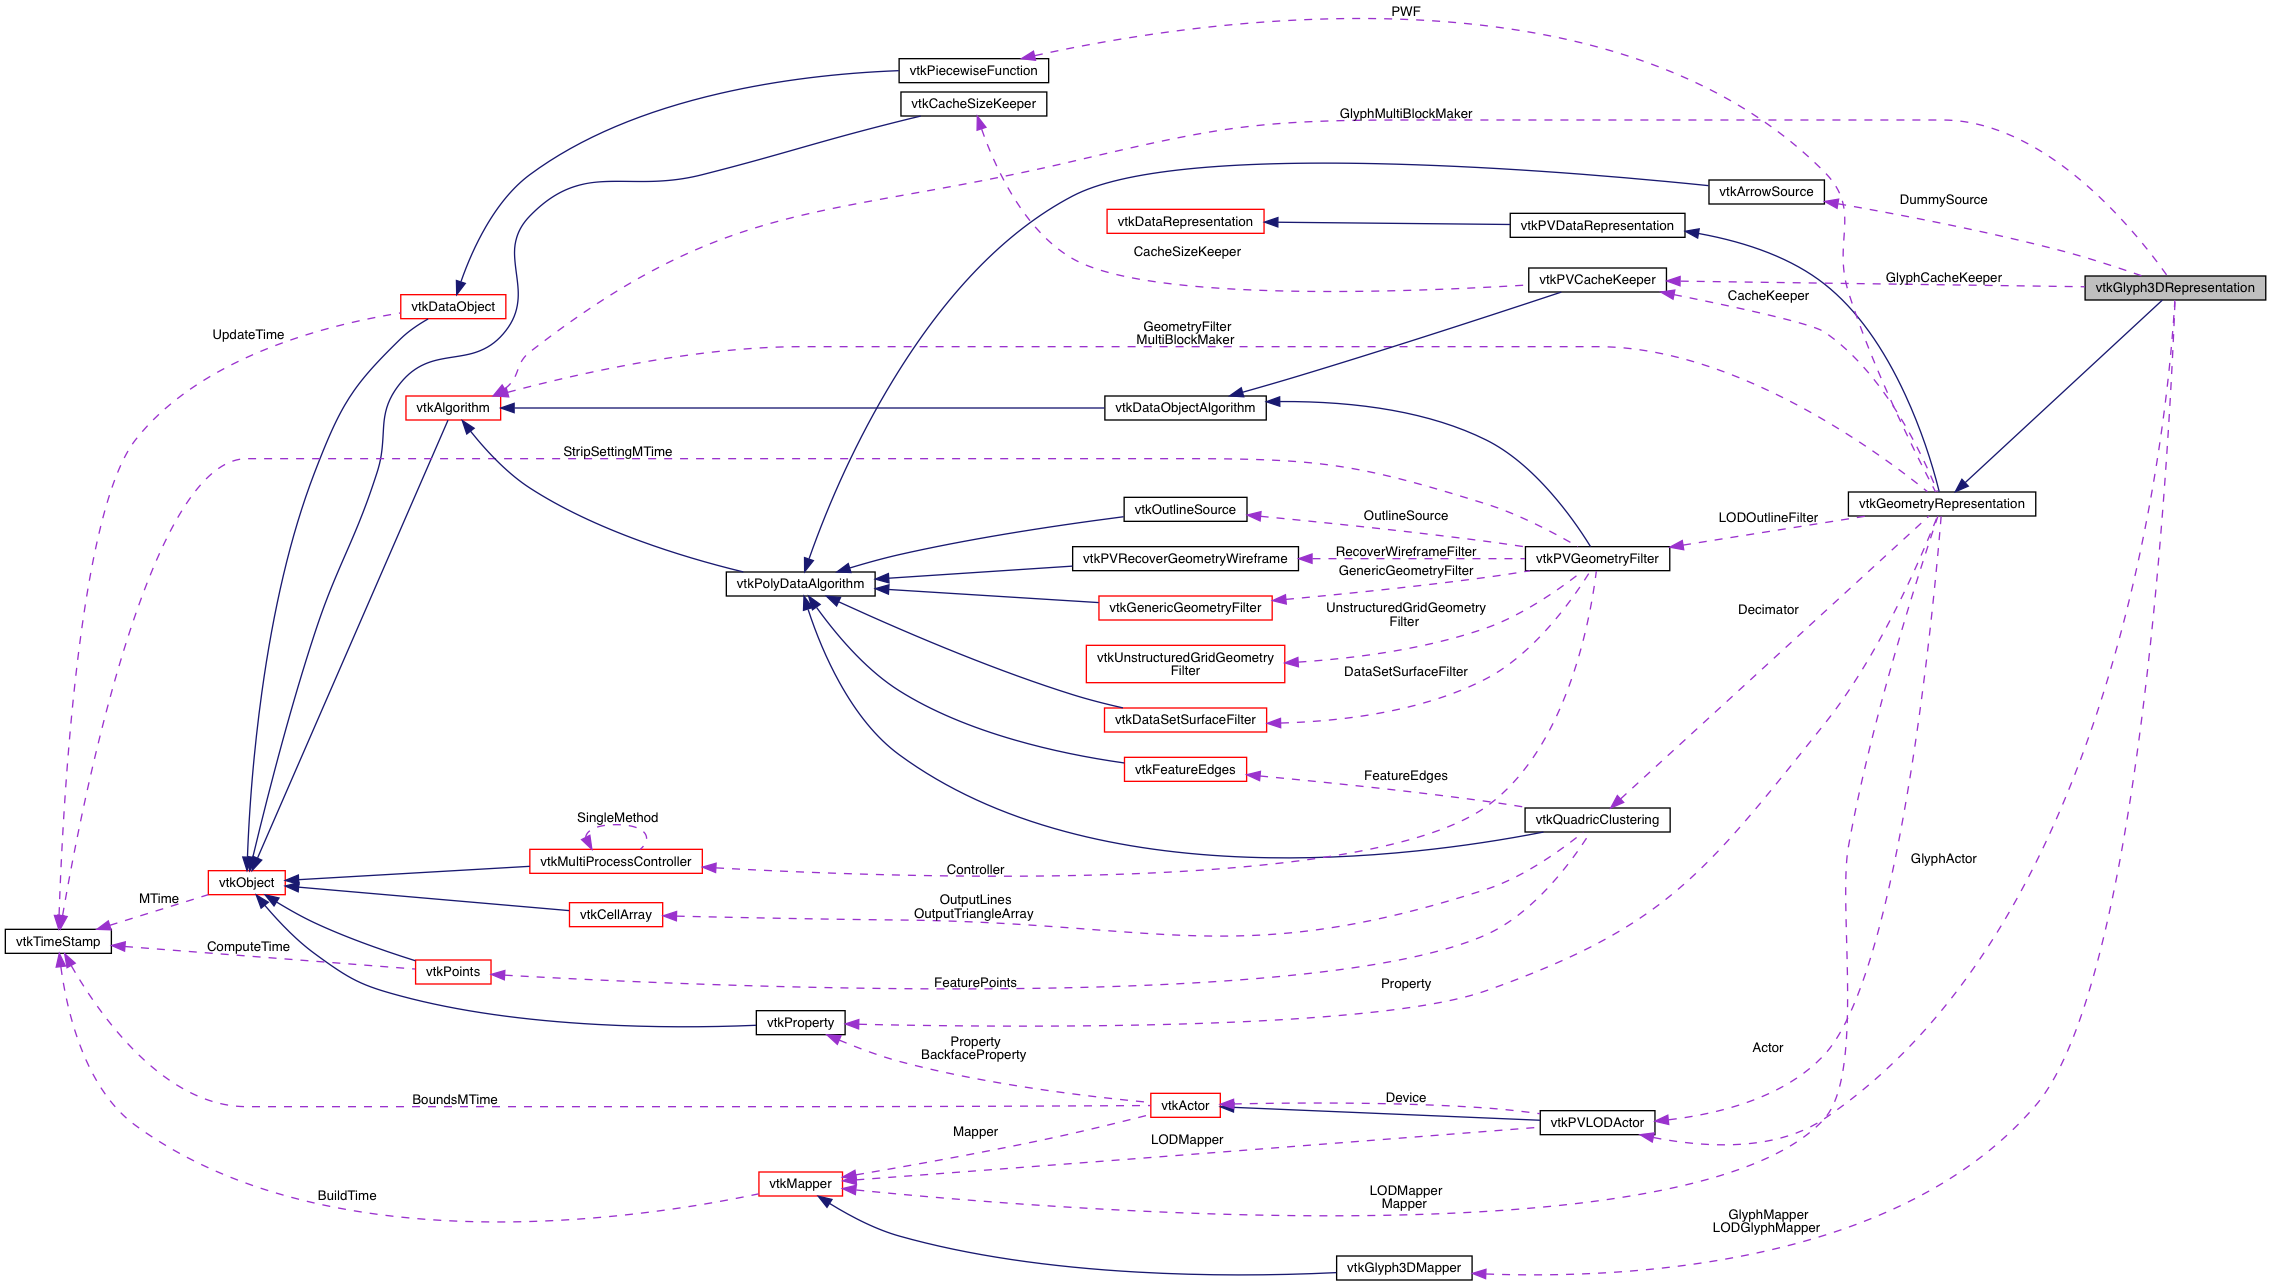 PWF
vtkPiecewiseFunction
vtkCacheSizeKeeper
GlyphMultiBlockMaker
vtkArrowSource
DummySource
vtkDataRepresentation
vtkPVDataRepresentation
CacheSizeKeeper
vtkPVCacheKeeper
GlyphCacheKeeper
vtkGlyph3DRepresentation
CacheKeeper
vtkDataObject
UpdateTime
GeometryFilter
MultiBlockMaker
vtkAlgorithm
vtkDataObjectAlgorithm
StripSettingMTime
vtkOutlineSource
OutlineSource
vtkGeometryRepresentation
LODOutlineFilter
vtkPVRecoverGeometryWireframe
RecoverWireframeFilter
vtkPVGeometryFilter
GenericGeometryFilter
vtkPolyDataAlgorithm
vtkGenericGeometryFilter
UnstructuredGridGeometry
Filter
Decimator
vtkUnstructuredGridGeometry
Filter
DataSetSurfaceFilter
vtkDataSetSurfaceFilter
vtkFeatureEdges
FeatureEdges
SingleMethod
vtkQuadricClustering
vtkMultiProcessController
Controller
GlyphActor
vtkObject
MTime
vtkCellArray
OutputLines
OutputTriangleArray
vtkTimeStamp
ComputeTime
vtkPoints
FeaturePoints
Property
vtkProperty
Property
BackfaceProperty
Actor
BoundsMTime
vtkActor
Device
vtkPVLODActor
Mapper
LODMapper
vtkMapper
BuildTime
LODMapper
Mapper
GlyphMapper
LODGlyphMapper
vtkGlyph3DMapper